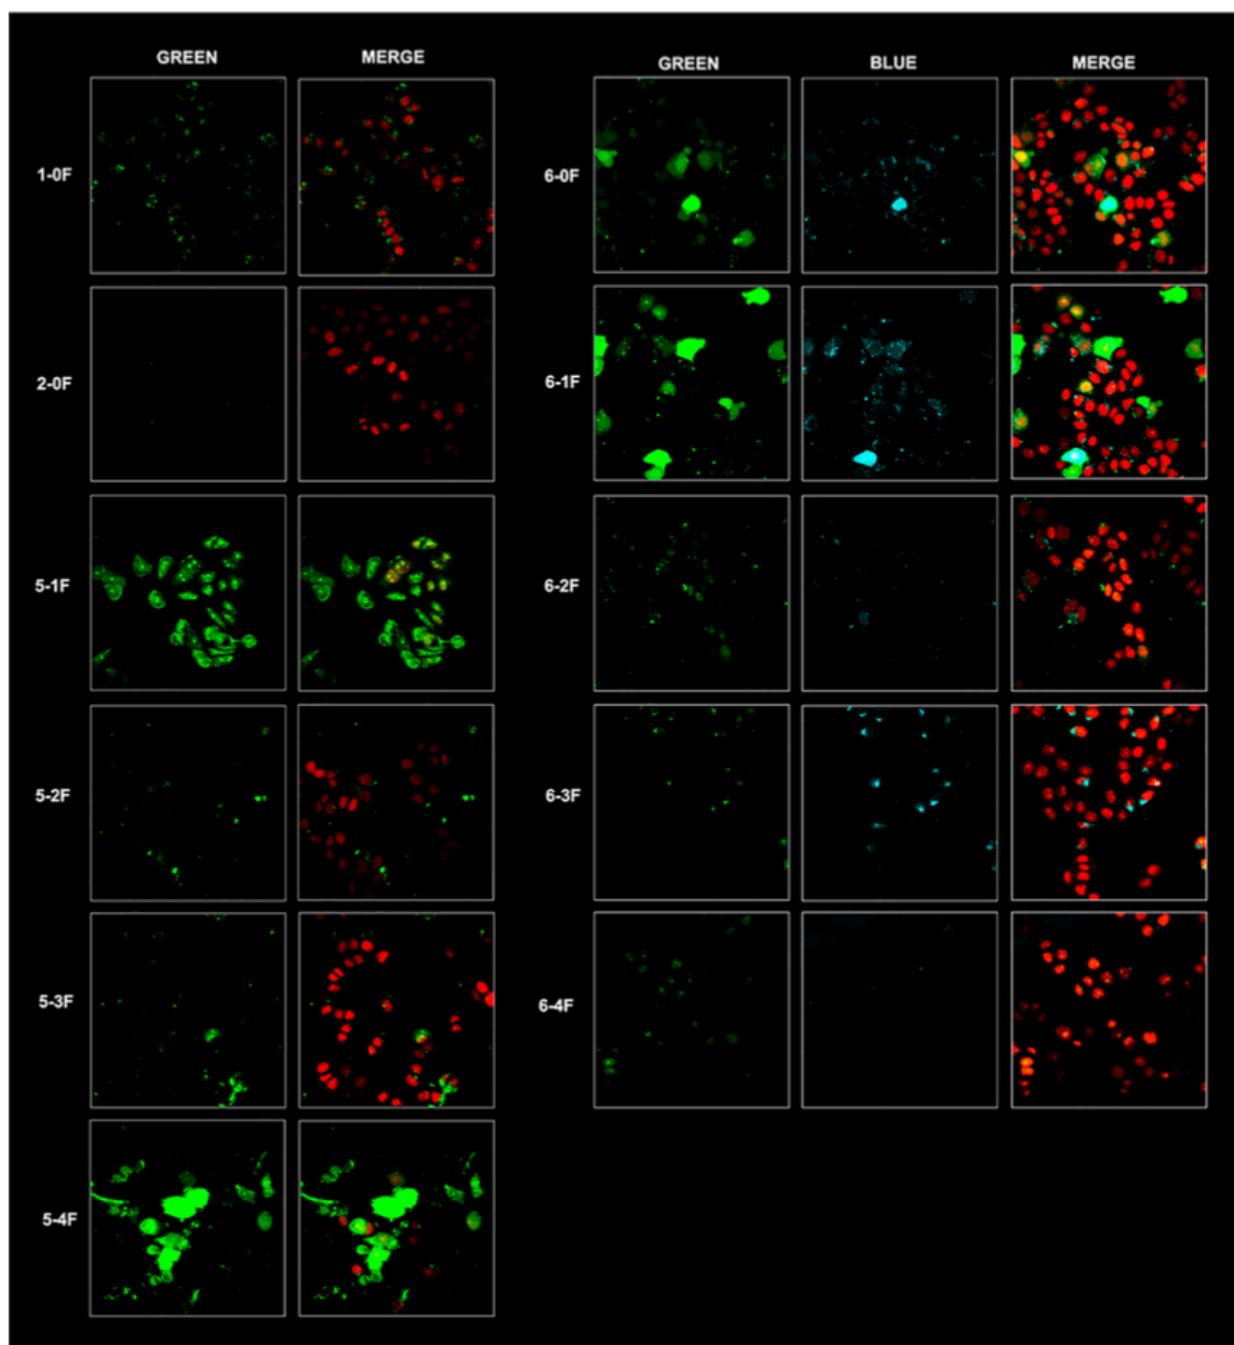 GREEN MERGE
GREEN BLUE MERGE
1-0F
6-0F
2-0F
6-1F
5-1F
6-2F
5-2F
6-3F
5-3F
6-4F
5-4F